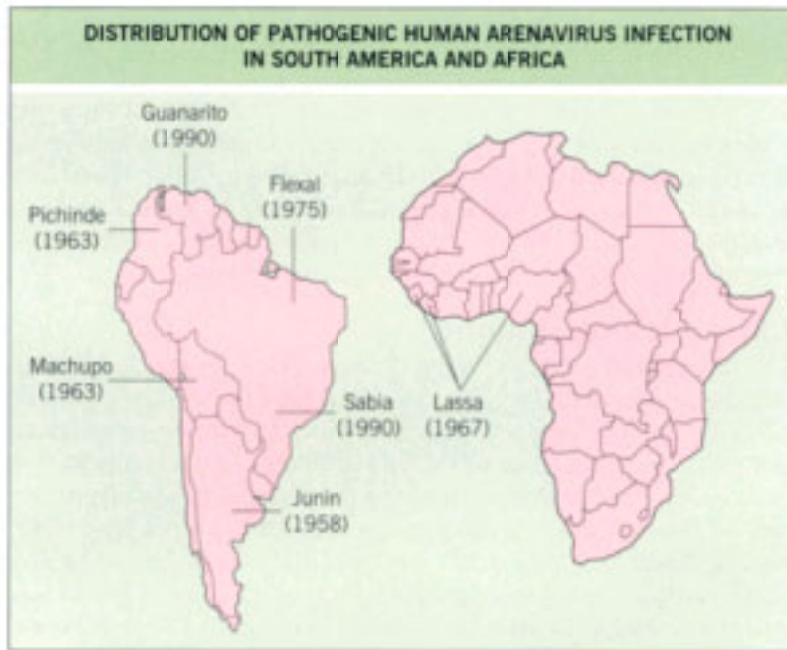 DISTRIBUTION OF PATHOGENIC HUMAN ARENAVIRUS INFECTION
IN SOUTH AMERICA AND AFRICA
Guanarito
(1990)
Flexal
(1975)
Pichinde
(1963)
Machupo
(1963)
Sabia
(1990)
Lassa
(1967)
Junin
(1958)